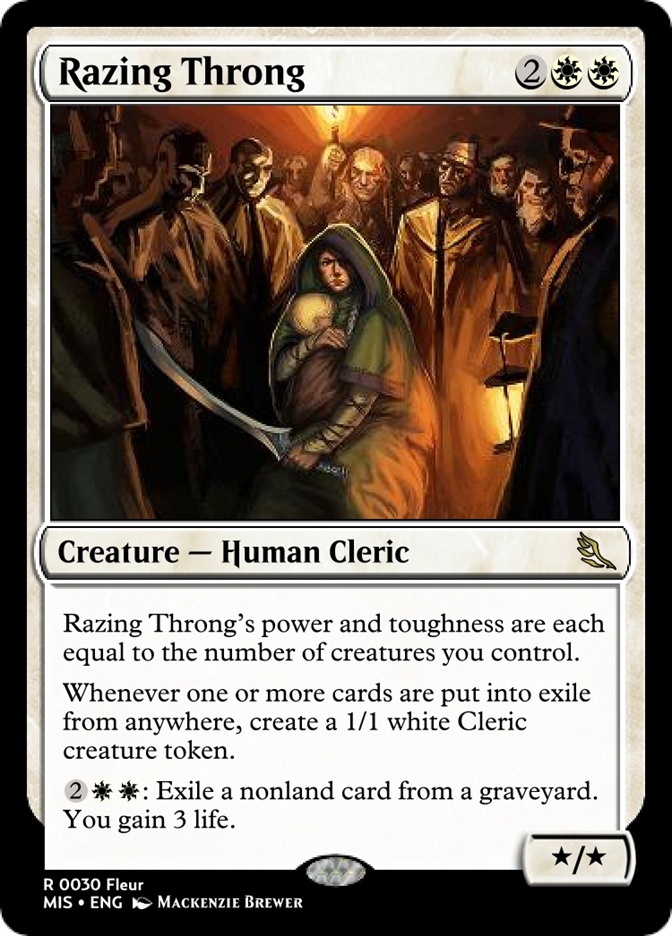 Razing Throng 2
Creature — Human Cleric
Razing Throng's power and toughness are each
equal to the number of creatures you control.
Whenever one or more cards are put into exile
from anywhere, create a 1/1 white Cleric
creature token.
2 : Exile a nonland card from a graveyard.
You gain 3 life.
★/★
R 0030 Fleur
MIS • ENG Mackenzie Brewer